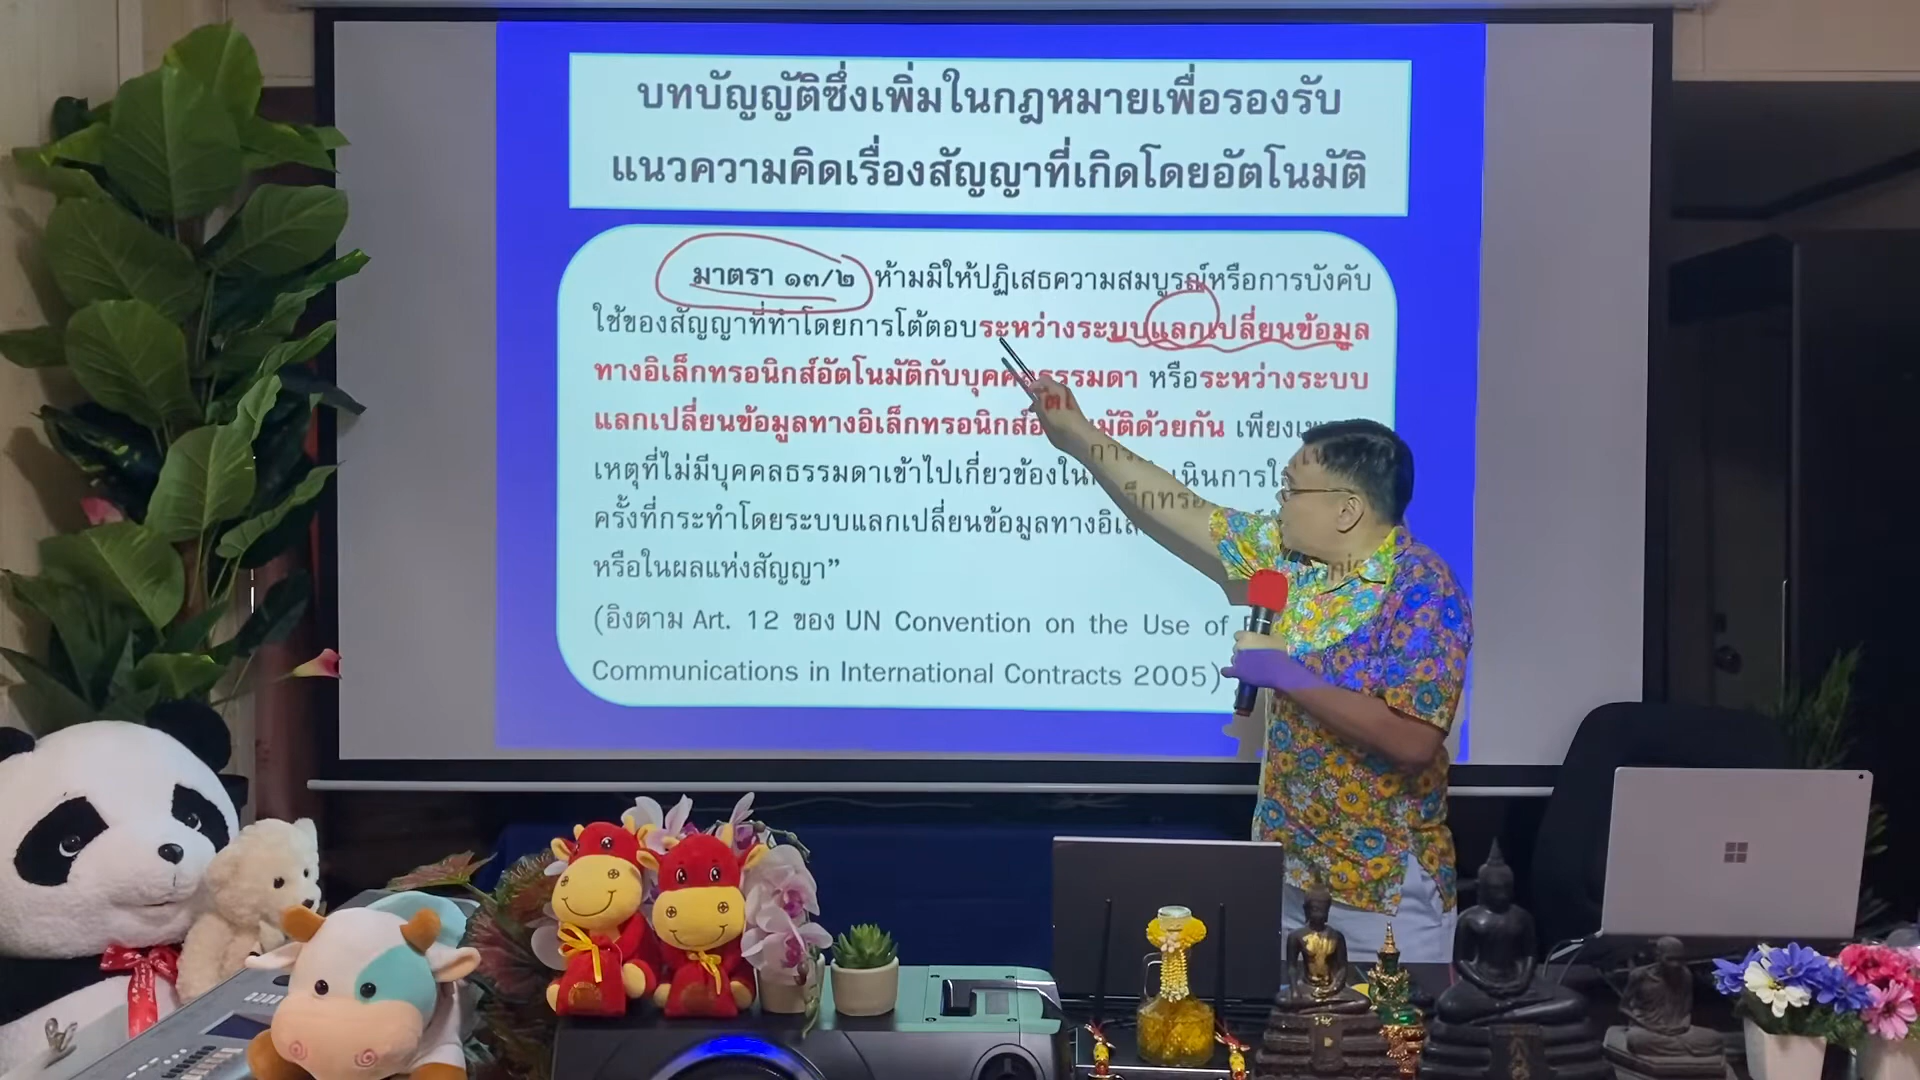 บทบัญญัติซึ่งเพิ่มในกฎหมายเพื่อรองรับ
แนวความคิดเรื่องสัญญาที่เกิดโดยอัตโนมัติ
มาตรา ๑๓/๒ ห้ามมิให้ปฏิเสธความสมบูรณ์หรือการบังคับ
ใช้ของสัญญาที่ทำโดยการโต้ตอบระหว่างระบบแลกเปลี่ยนข้อมูล
ทางอิเล็กทรอนิกส์อัตโนมัติกับบุคคลธรรมดา หรือระหว่างระบบ
แลกเปลี่ยนข้อมูลทางอิเล็กทรอนิกส์อัตโนมัติด้วยกัน
เหตุที่ไม่มีบุคคลธรรมดาเข้าไปเกี่ยวข้อง
ครั้งที่กระทำโดยระบบแลกเปลี่ยนข้อมูล
หรือในผลแห่งสัญญา”
(อิงตาม Art. 12 ของ UN Convention on the Use of
Communications in International Contracts 2005)